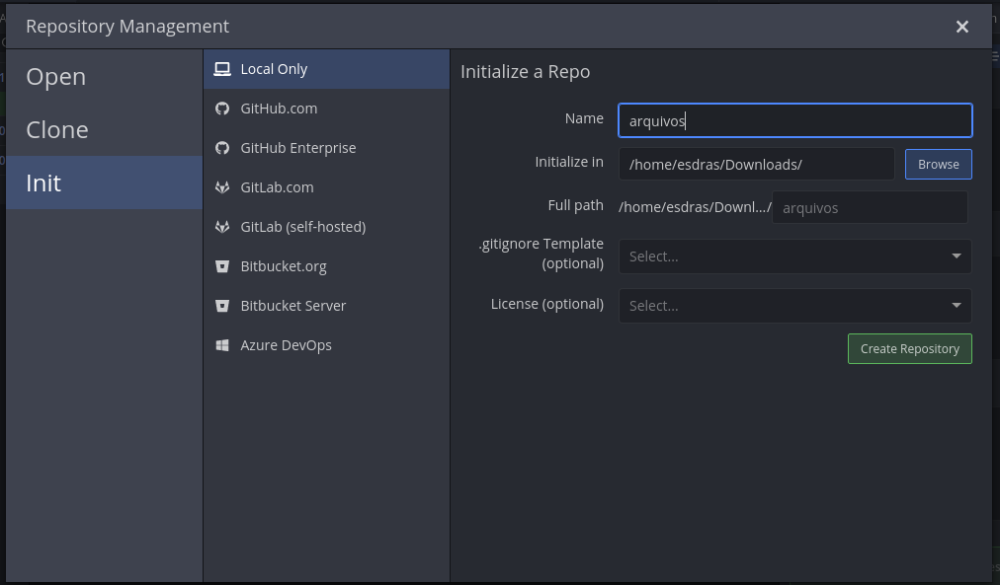 Repository Management
Open
Clone
Init
Local Only
GitHub.com
GitHub Enterprise
GitLab.com
GitLab (self-hosted)
Bitbucket.org
Bitbucket Server
Azure DevOps
Initialize a Repo
Name arquivos
Initialize in /home/esdras/Downloads/ Browse
Full path /home/esdras/Downl.../ arquivos
.gitignore Template
(optional) Select...
License (optional) Select...
Create Repository